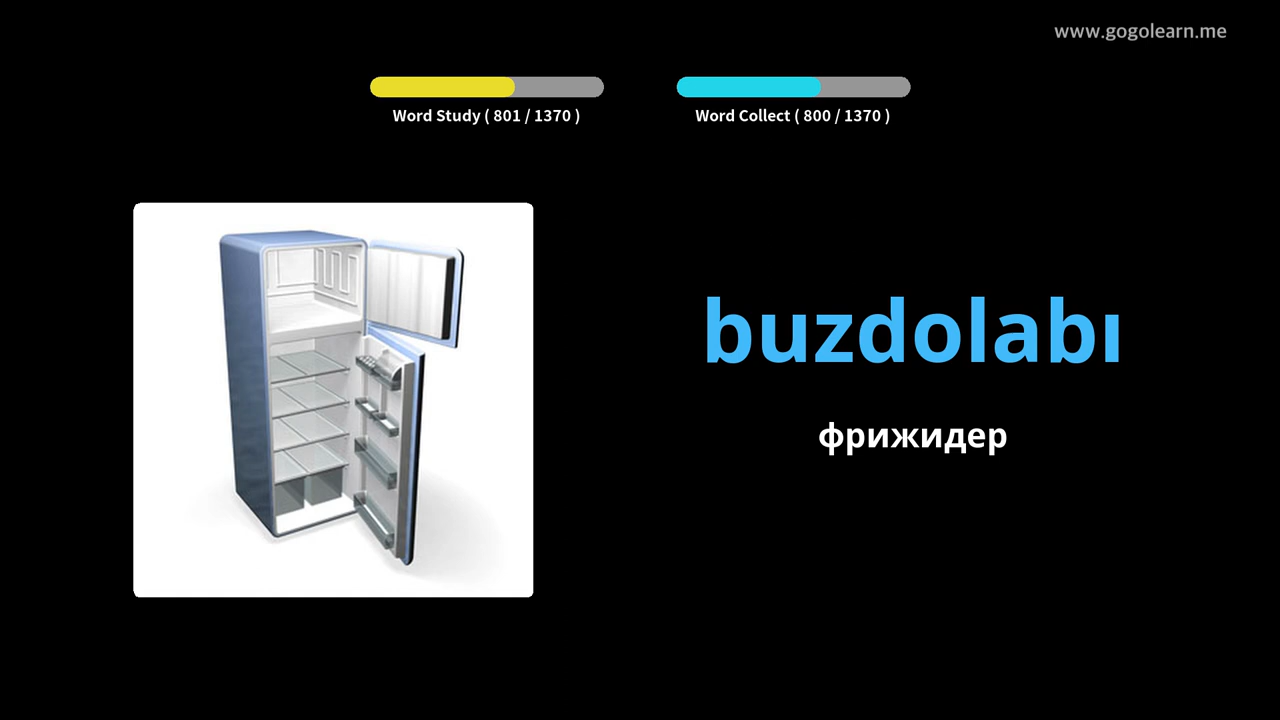 www.gogolearn.me
Word Study ( 801 / 1370 )
Word Collect ( 800 / 1370 )
buzdolabı
фрижидер